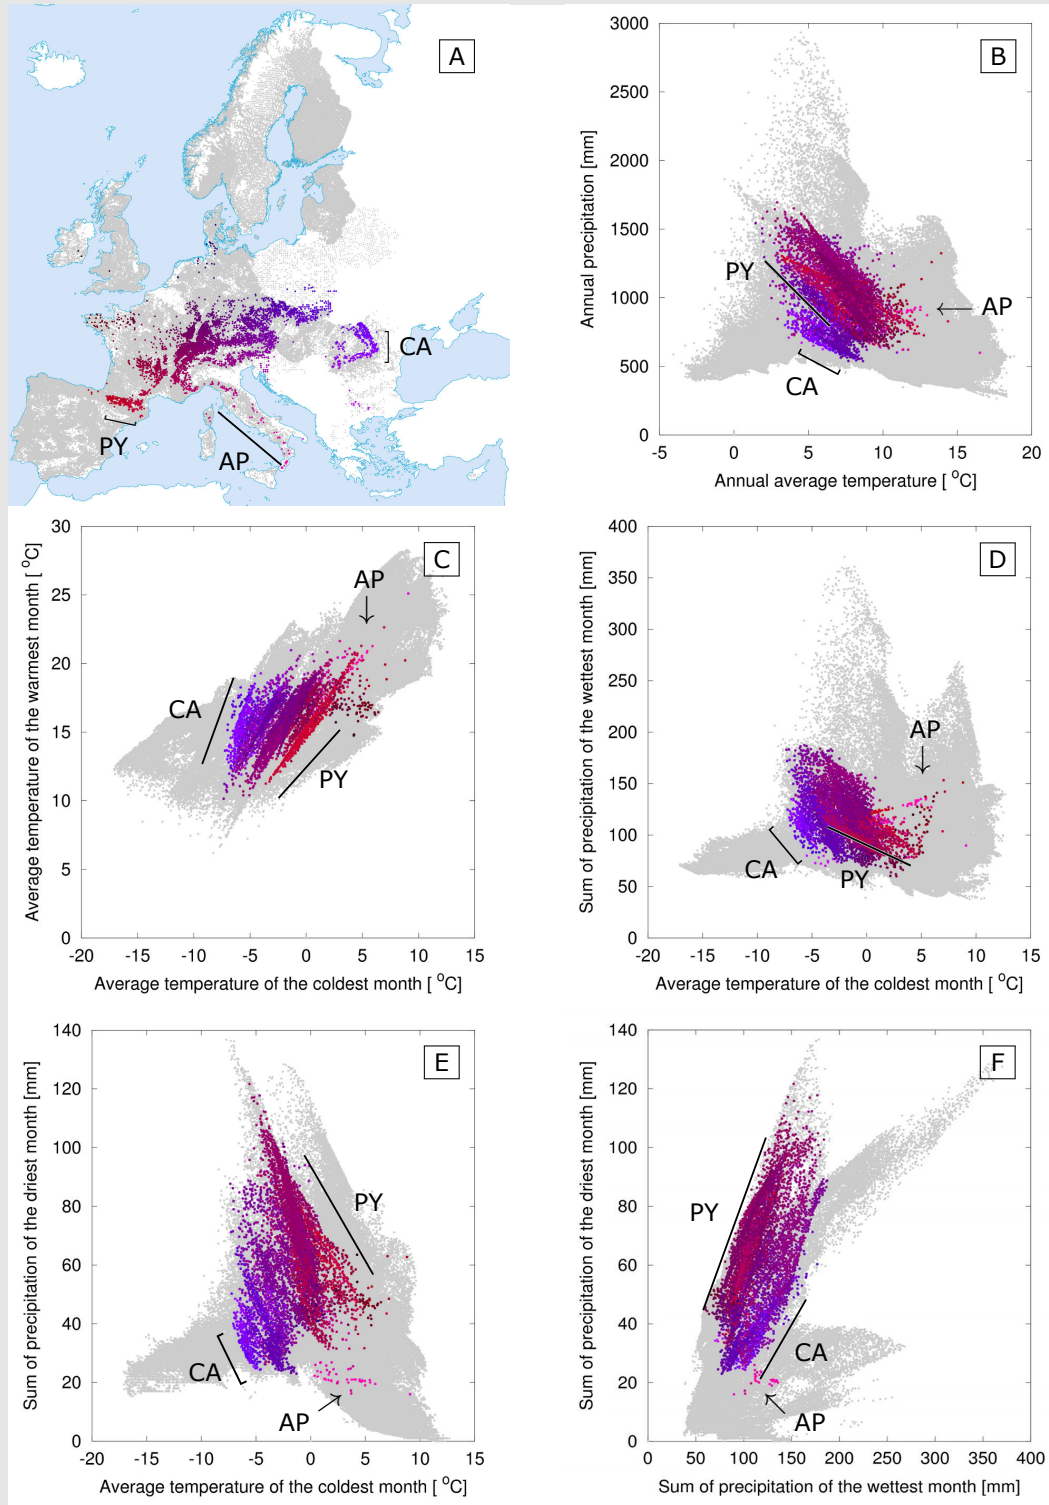 A
CA
PY
AP
B
3000
2500
2000
1500
1000
500
0
-5
0
5
10
15
20
Annual precipitation [mm]
Annual average temperature [ °C]
PY
AP
CA
C
30
25
20
15
10
5
0
-20
-15
-10
-5
0
5
10
15
Average temperature of the warmest month [ °C]
Average temperature of the coldest month [ °C]
AP
CA
PY
D
400
350
300
250
200
150
100
50
0
-20
-15
-10
-5
0
5
10
15
Sum of precipitation of the wettest month [mm]
Average temperature of the coldest month [ °C]
AP
CA
PY
E
140
120
100
80
60
40
20
0
-20
-15
-10
-5
0
5
10
15
Sum of precipitation of the driest month [mm]
Average temperature of the coldest month [ °C]
PY
CA
AP
F
140
120
100
80
60
40
20
0
0
50
100
150
200
250
300
350
400
Sum of precipitation of the driest month [mm]
Sum of precipitation of the wettest month [mm]
PY
CA
AP